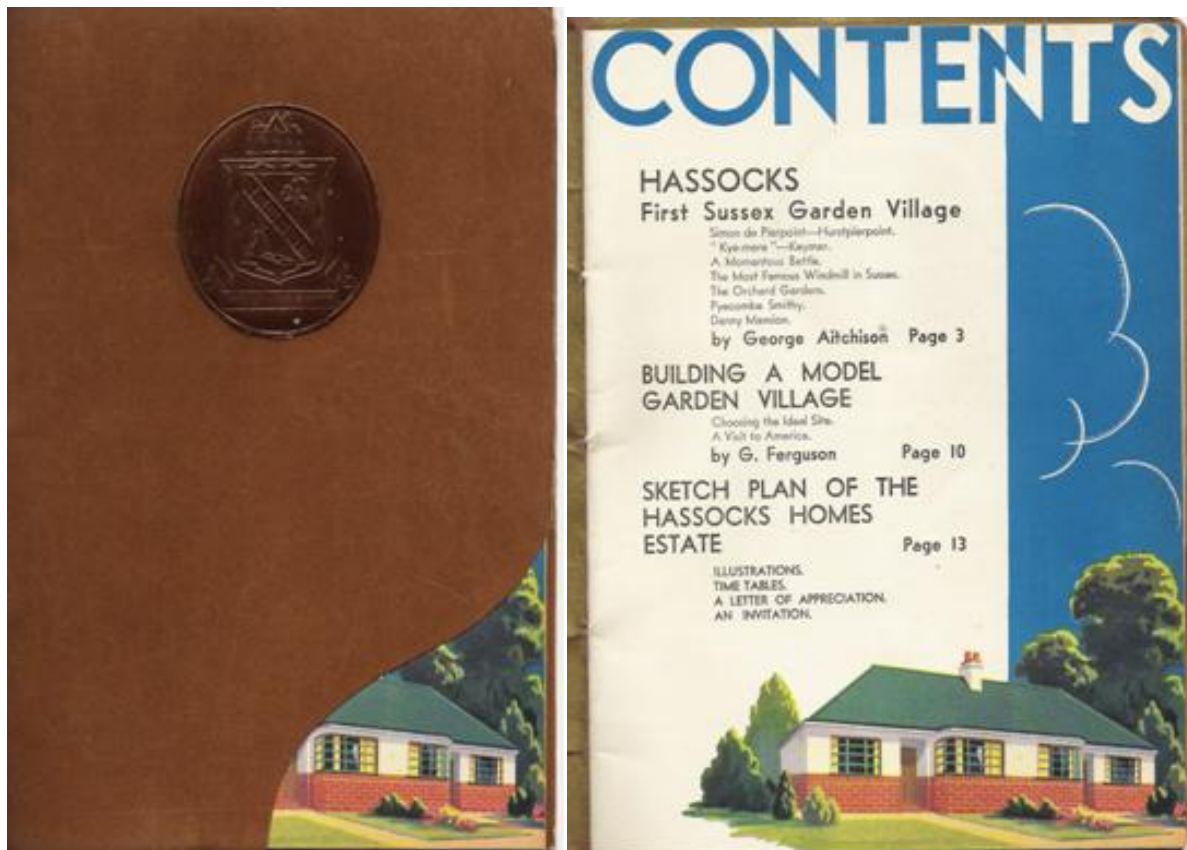 CONTENTS
HASSOCKS
First Sussex Garden Village
Simon de Pierpoint—Hurstpierpoint.
"Kye-mere"—Keymer.
A Momentous Battle.
The Most Famous Windmill in Sussex.
The Orchard Gardens.
Pyecombe Smithy.
Danny Mansion.
by George Aitchison Page 3
BUILDING A MODEL
GARDEN VILLAGE
Choosing the Ideal Site.
A Visit to America.
by G. Ferguson Page 10
SKETCH PLAN OF THE
HASSOCKS HOMES
ESTATE Page 13
ILLUSTRATIONS.
TIME TABLES.
A LETTER OF APPRECIATION.
AN INVITATION.